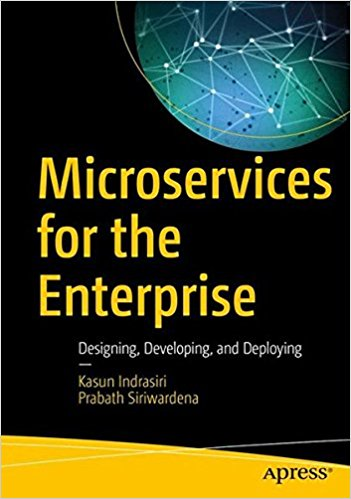 Microservices
for the
Enterprise
Designing, Developing, and Deploying
—
Kasun Indrasiri
Prabath Siriwardena
Apress®